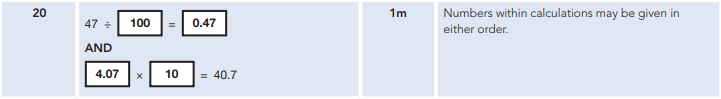 20
47 ÷ 100 = 0.47
AND
4.07 × 10 = 40.7
1m
Numbers within calculations may be given in
either order.